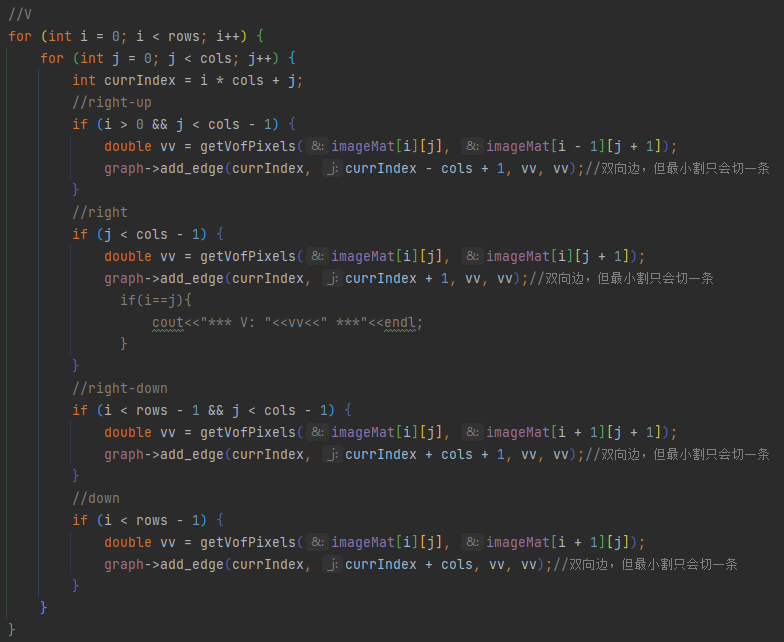 //V
for (int i = 0; i < rows; i++) {
    for (int j = 0; j < cols; j++) {
        int currIndex = i * cols + j;
        //right-up
        if (i > 0 && j < cols - 1) {
            double vv = getVofPixels( &: imageMat[i][j], &: imageMat[i - 1][j + 1]);
            graph->add_edge(currIndex, j: currIndex - cols + 1, vv, vv);//双向边，但最小割只会切一条
        }
        //right
        if (j < cols - 1) {
            double vv = getVofPixels( &: imageMat[i][j], &: imageMat[i][j + 1]);
            graph->add_edge(currIndex, j: currIndex + 1, vv, vv);//双向边，但最小割只会切一条
              if(i==j){
                  cout<<"*** V: "<<vv<<" ***"<<endl;
              }
        }
        //right-down
        if (i < rows - 1 && j < cols - 1) {
            double vv = getVofPixels( &: imageMat[i][j], &: imageMat[i + 1][j + 1]);
            graph->add_edge(currIndex, j: currIndex + cols + 1, vv, vv);//双向边，但最小割只会切一条
        }
        //down
        if (i < rows - 1) {
            double vv = getVofPixels( &: imageMat[i][j], &: imageMat[i + 1][j]);
            graph->add_edge(currIndex, j: currIndex + cols, vv, vv);//双向边，但最小割只会切一条
        }
    }
}